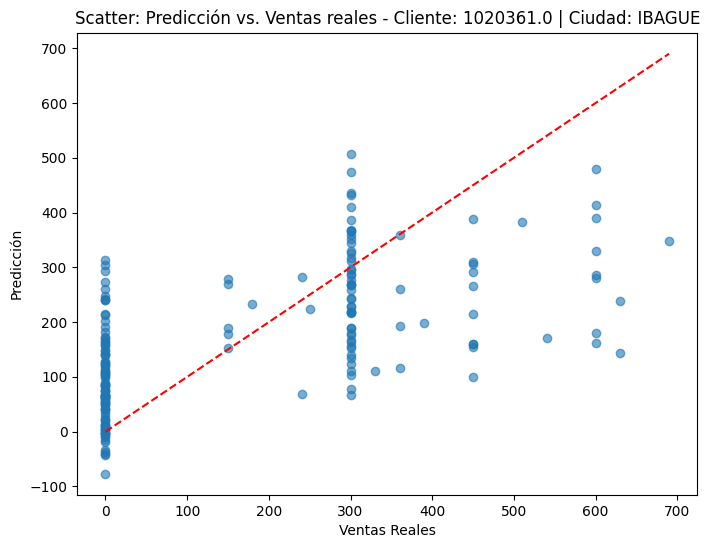 Scatter: Predicción vs. Ventas reales - Cliente: 1020361.0 | Ciudad: IBAGUE
700
600
500
400
300
200
100
0
−100
Predicción
0 100 200 300 400 500 600 700
Ventas Reales